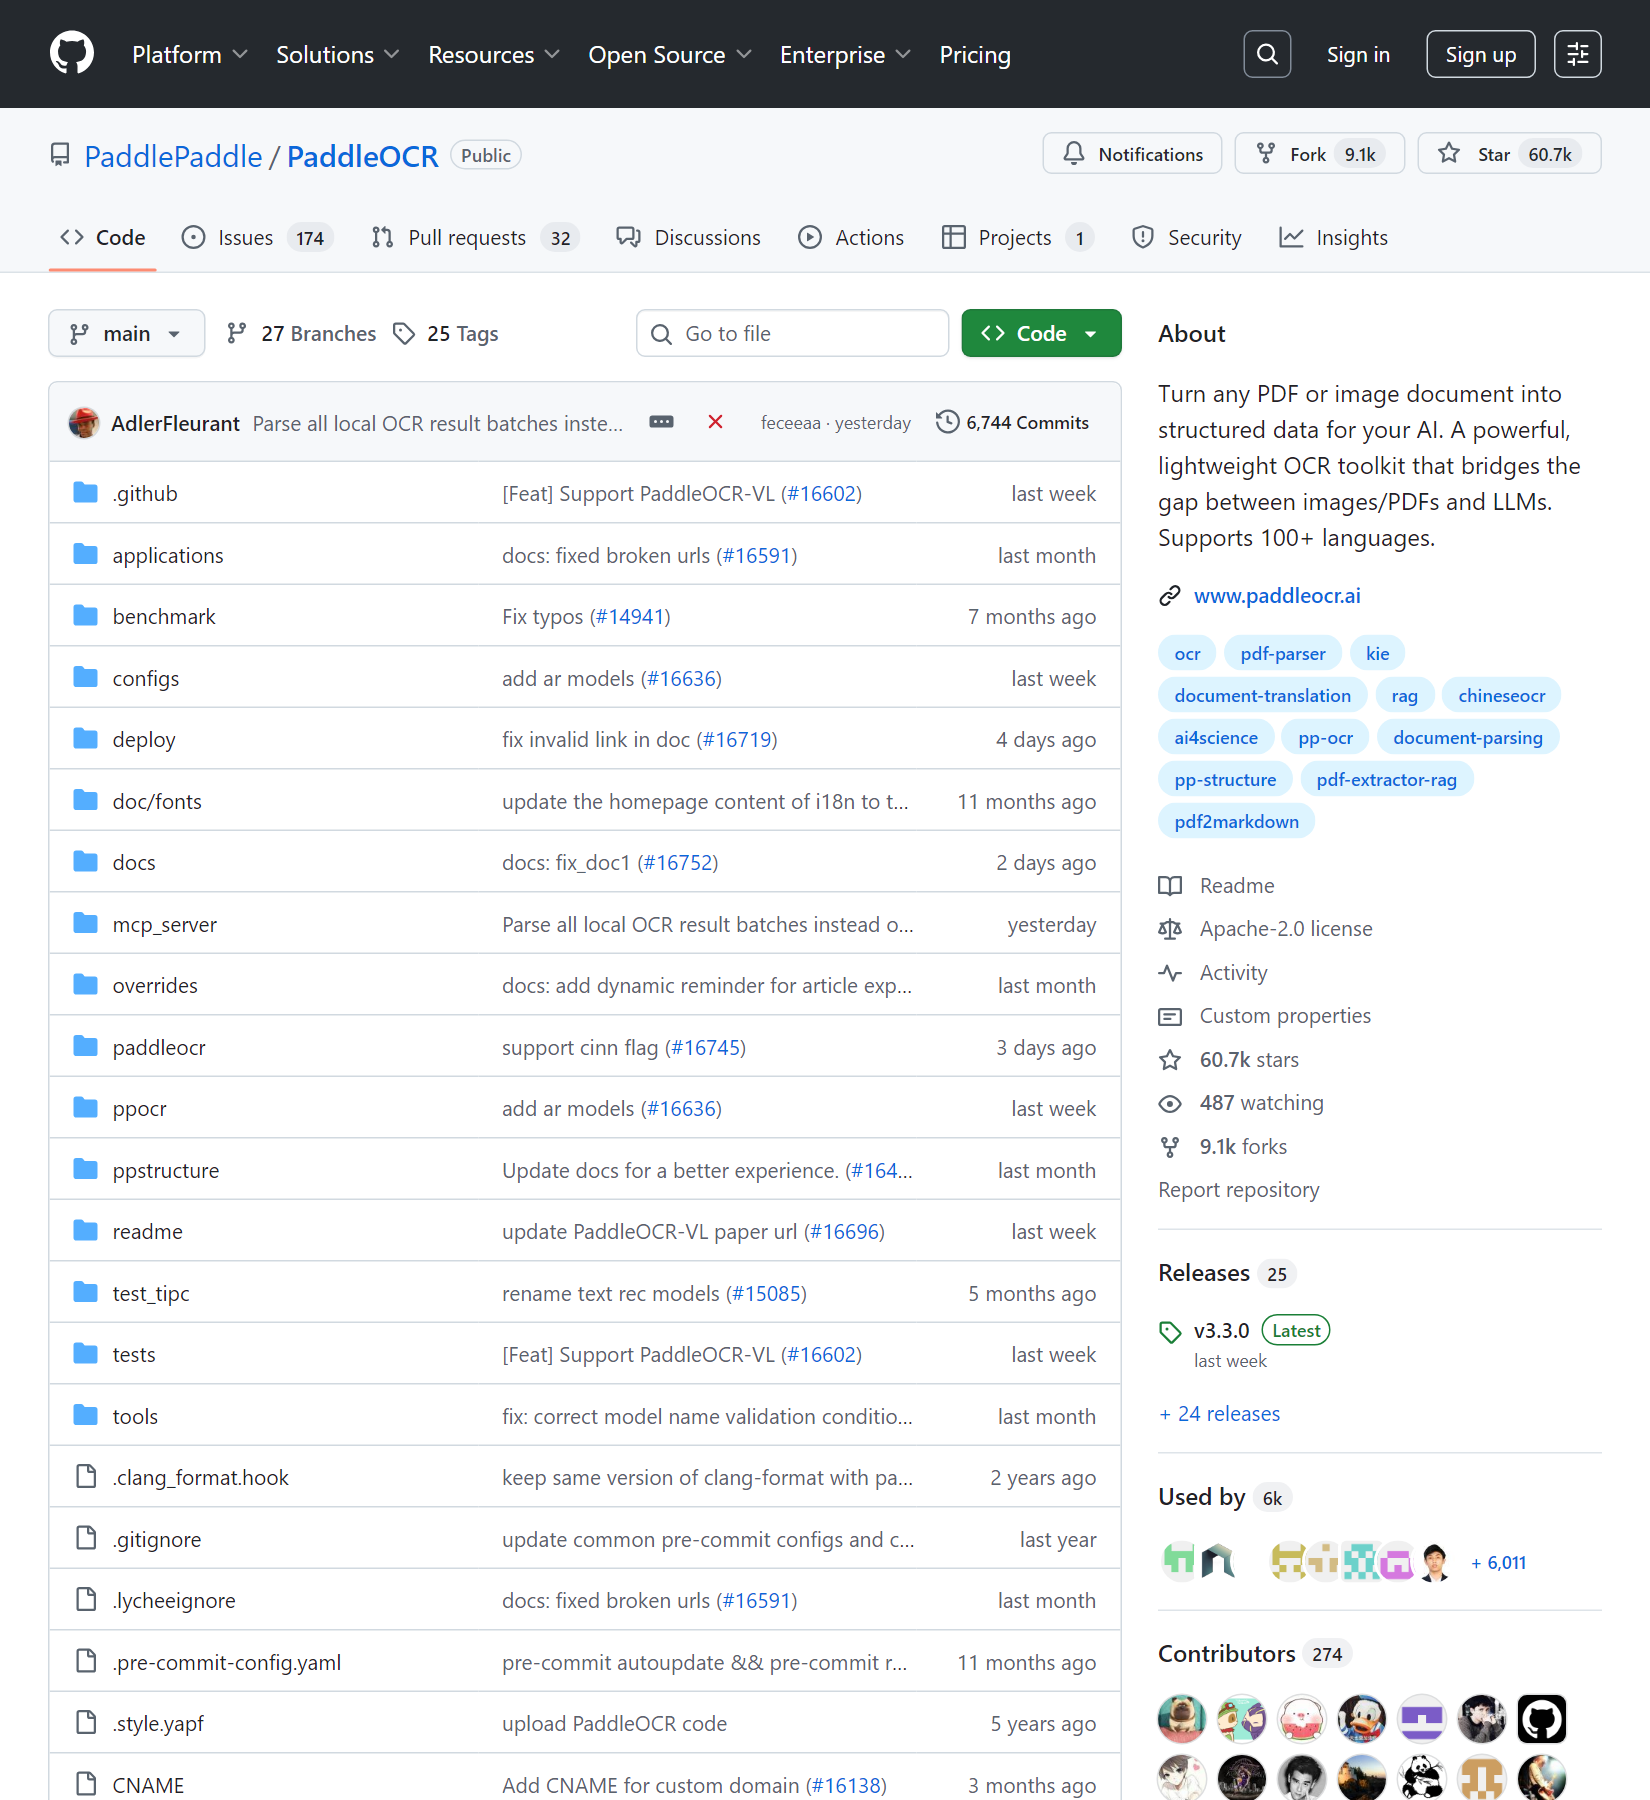 Platform Solutions Resources Open Source Enterprise Pricing Sign in Sign up
PaddlePaddle / PaddleOCR Public Notifications Fork 9.1k Star 60.7k
Code Issues 174 Pull requests 32 Discussions Actions Projects 1 Security Insights
main 27 Branches 25 Tags Go to file Code
AdlerFleurant Parse all local OCR result batches inste... feceeaa · yesterday 6,744 Commits
.github [Feat] Support PaddleOCR-VL (#16602) last week
applications docs: fixed broken urls (#16591) last month
benchmark Fix typos (#14941) 7 months ago
configs add ar models (#16636) last week
deploy fix invalid link in doc (#16719) 4 days ago
doc/fonts update the homepage content of i18n to t... 11 months ago
docs docs: fix_doc1 (#16752) 2 days ago
mcp_server Parse all local OCR result batches instead o... yesterday
overrides docs: add dynamic reminder for article exp... last month
paddleocr support cinn flag (#16745) 3 days ago
ppocr add ar models (#16636) last week
ppstructure Update docs for a better experience. (#164... last month
readme update PaddleOCR-VL paper url (#16696) last week
test_tipc rename text rec models (#15085) 5 months ago
tests [Feat] Support PaddleOCR-VL (#16602) last week
tools fix: correct model name validation conditio... last month
.clang_format.hook keep same version of clang-format with pa... 2 years ago
.gitignore update common pre-commit configs and c... last year
.lycheeignore docs: fixed broken urls (#16591) last month
.pre-commit-config.yaml pre-commit autoupdate && pre-commit r... 11 months ago
.style.yapf upload PaddleOCR code 5 years ago
CNAME Add CNAME for custom domain (#16138) 3 months ago
About
Turn any PDF or image document into
structured data for your AI. A powerful,
lightweight OCR toolkit that bridges the
gap between images/PDFs and LLMs.
Supports 100+ languages.
www.paddleocr.ai
ocr pdf-parser kie
document-translation rag chineseocr
ai4science pp-ocr document-parsing
pp-structure pdf-extractor-rag
pdf2markdown
Readme
Apache-2.0 license
Activity
Custom properties
60.7k stars
487 watching
9.1k forks
Report repository
Releases 25
v3.3.0 Latest
last week
+ 24 releases
Used by 6k
+ 6,011
Contributors 274